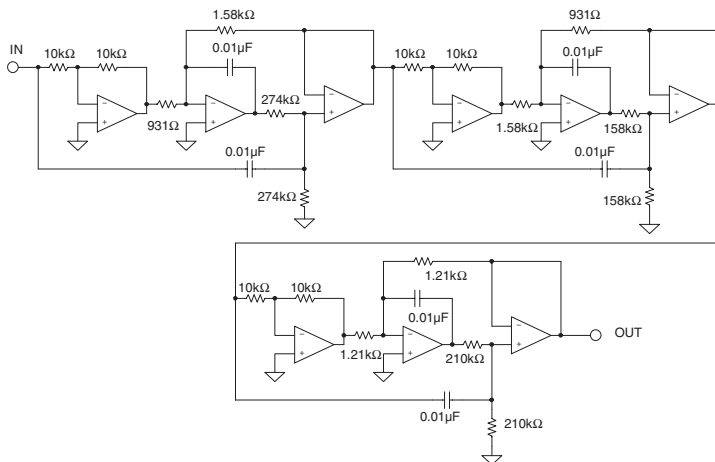 1.58kΩ
931Ω
IN
10kΩ
10kΩ
0.01µF
10kΩ
10kΩ
0.01µF
274kΩ
931Ω
1.58kΩ
158kΩ
−
+
−
+
−
+
−
+
−
+
−
+
0.01µF
0.01µF
274kΩ
158kΩ
1.21kΩ
10kΩ
10kΩ
0.01µF
OUT
1.21kΩ
210kΩ
−
+
−
+
−
+
0.01µF
210kΩ